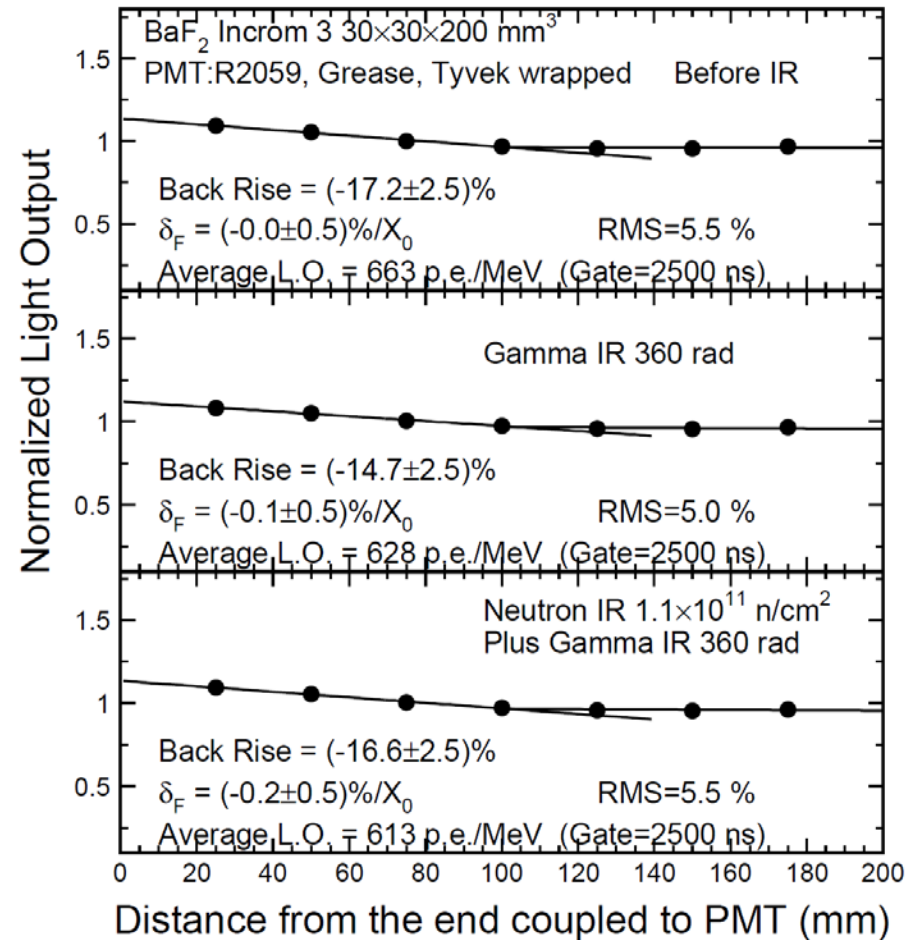 Normalized Light Output
1.5
1
0.5
BaF₂ Incrom 3 30×30×200 mm³
PMT:R2059, Grease, Tyvek wrapped Before IR
Back Rise = (-17.2±2.5)%
δ_F = (-0.0±0.5)%/X₀ RMS=5.5 %
Average L.O. = 663 p.e./MeV (Gate=2500 ns)
1.5
1
0.5
Gamma IR 360 rad
Back Rise = (-14.7±2.5)%
δ_F = (-0.1±0.5)%/X₀ RMS=5.0 %
Average L.O. = 628 p.e./MeV (Gate=2500 ns)
1.5
1
0.5
Neutron IR 1.1×10¹¹ n/cm²
Plus Gamma IR 360 rad
Back Rise = (-16.6±2.5)%
δ_F = (-0.2±0.5)%/X₀ RMS=5.5 %
Average L.O. = 613 p.e./MeV (Gate=2500 ns)
0 20 40 60 80 100 120 140 160 180 200
Distance from the end coupled to PMT (mm)